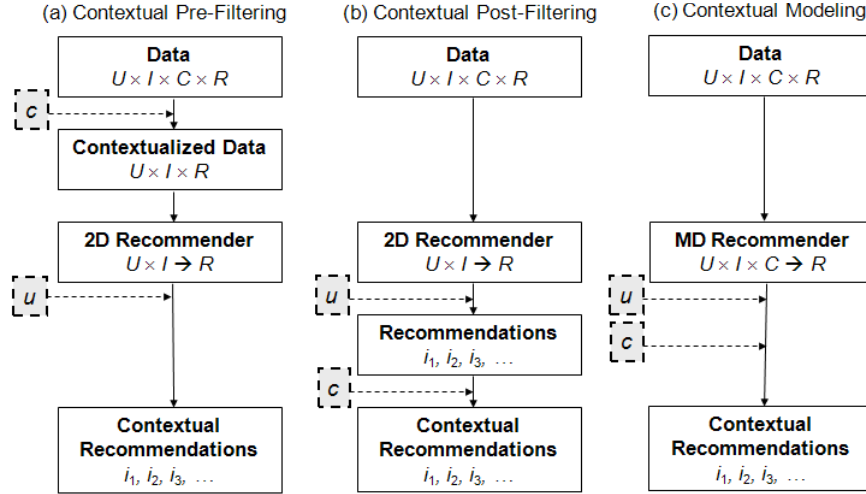 (a) Contextual Pre-Filtering
Data
U × I × C × R
c
Contextualized Data
U × I × R
2D Recommender
U × I → R
u
Contextual
Recommendations
i₁, i₂, i₃, …
(b) Contextual Post-Filtering
Data
U × I × C × R
2D Recommender
U × I → R
u
Recommendations
i₁, i₂, i₃, …
c
Contextual
Recommendations
i₁, i₂, i₃, …
(c) Contextual Modeling
Data
U × I × C × R
MD Recommender
U × I × C → R
u
c
Contextual
Recommendations
i₁, i₂, i₃, …